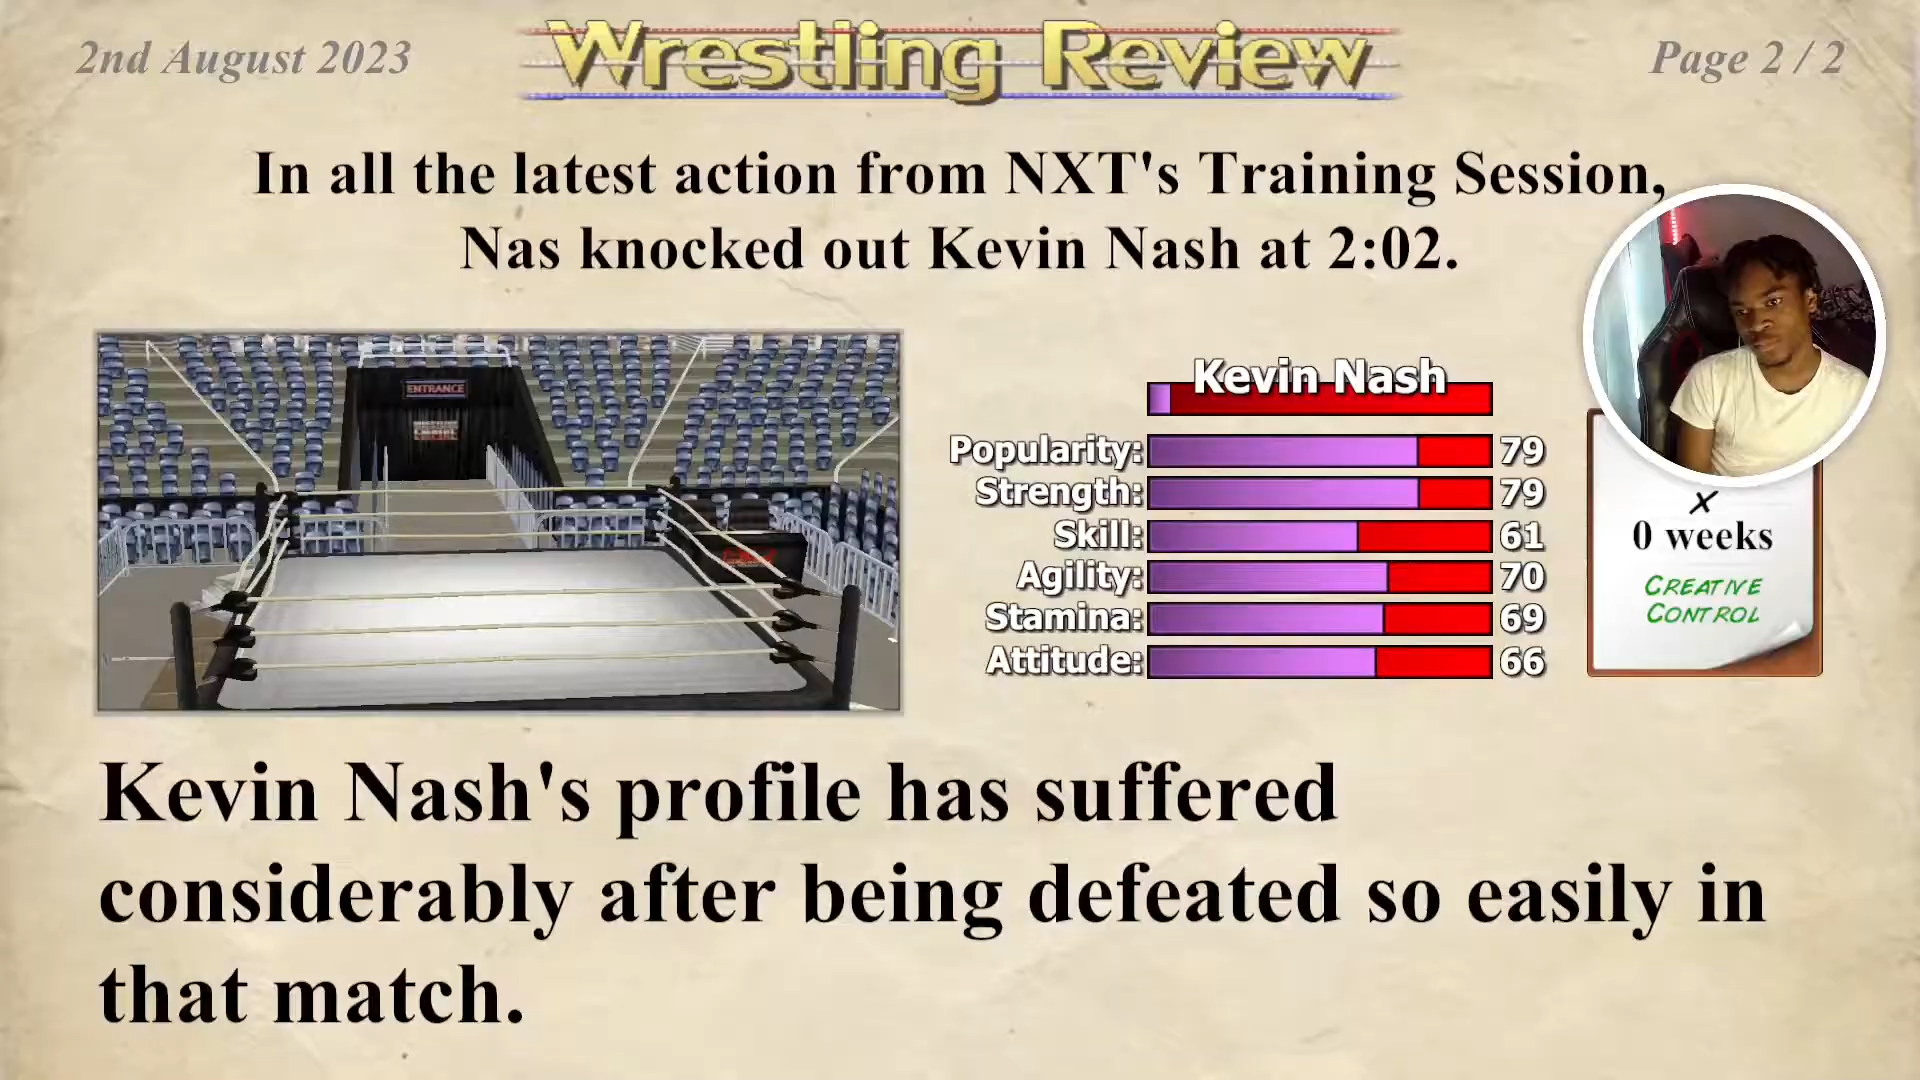 2nd August 2023
Wrestling Review
Page 2 / 2
In all the latest action from NXT's Training Session,
Nas knocked out Kevin Nash at 2:02.
ENTRANCE
Kevin Nash
Popularity: 79
Strength: 79
Skill: 61
Agility: 70
Stamina: 69
Attitude: 66
X
0 weeks
CREATIVE
CONTROL
Kevin Nash's profile has suffered
considerably after being defeated so easily in
that match.